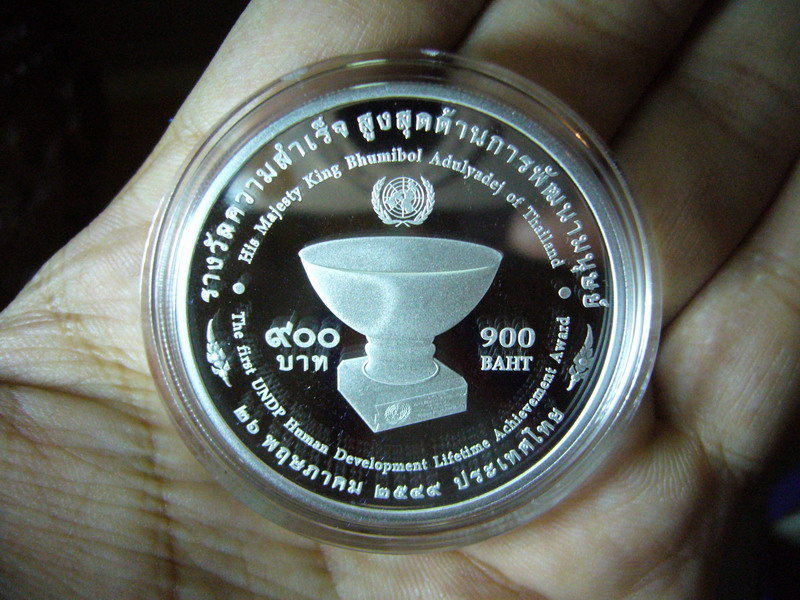 รางวัลความสำเร็จ สูงสุดด้านการพัฒนามนุษย์
His Majesty King Bhumibol Adulyadej of Thailand
๙๐๐
บาท
900
BAHT
The first UNDP Human Development Lifetime Achievement Award
๒๖ พฤษภาคม ๒๕๔๙ ประเทศไทย